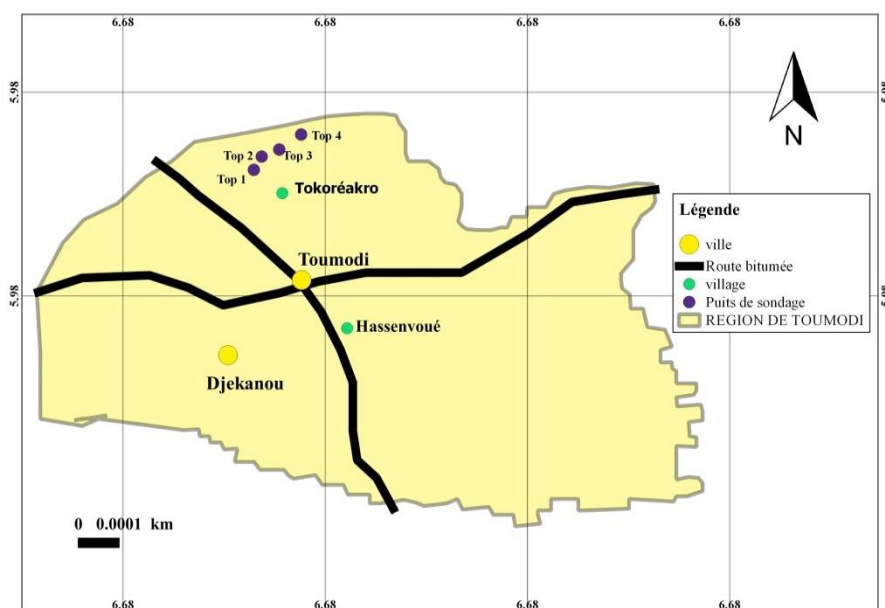 6.68 6.68 6.68 6.68
5.98 5.98
N
Top 4
Top 2
Top 3
Top 1
Tokoréakro
Toumodi
Hassenvoué
Djekanou
5.98 5.98
Légende
ville
Route bitumée
village
Puits de sondage
REGION DE TOUMODI
0 0.0001 km
6.68 6.68 6.68 6.68